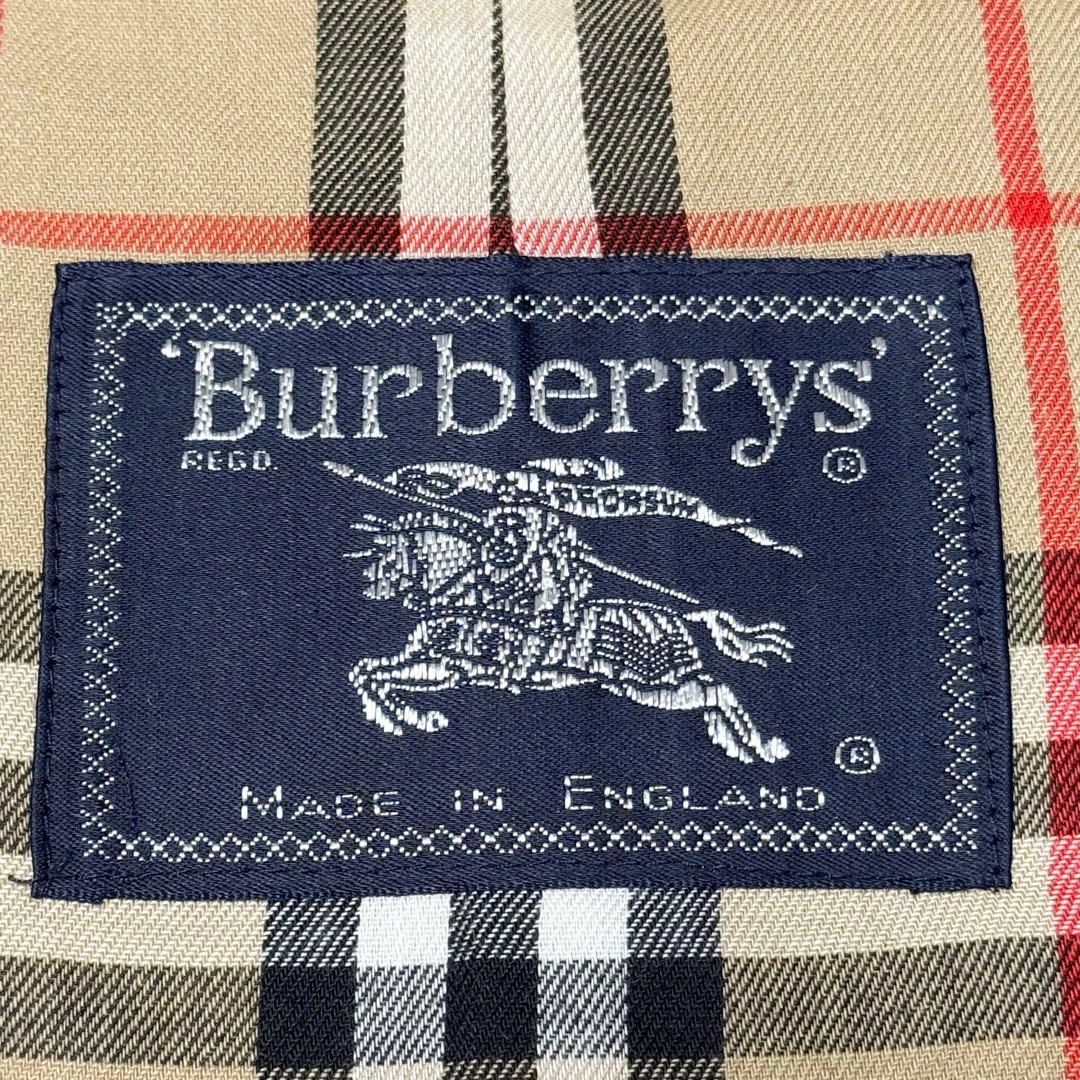 'Burberrys'
REGD.
®
PRORSUM
®
MADE IN ENGLAND